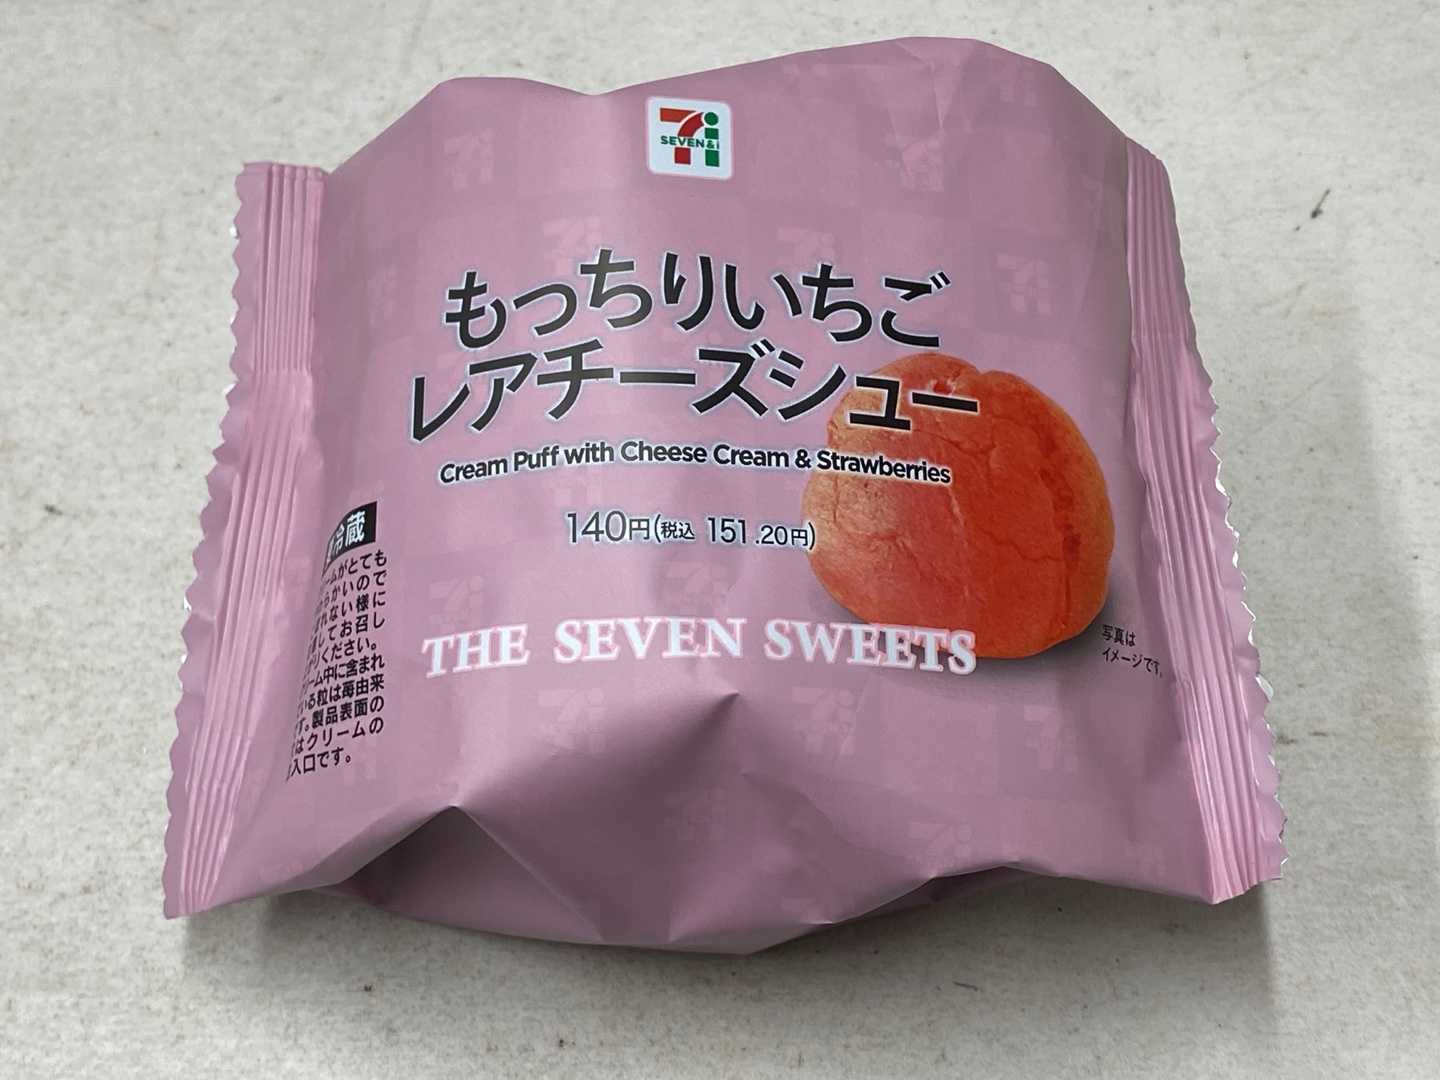 SEVEN & i
もっちりいちご
レアチーズシュー
Cream Puff with Cheese Cream & Strawberries
140円(税込 151.20円)
冷蔵
ームがとても
らかいので
れない様に
してお召し
りください。
ーム中に含まれ
いる粒は苺由来
す。製品表面の
はクリームの
入口です。
THE SEVEN SWEETS
写真は
イメージです。